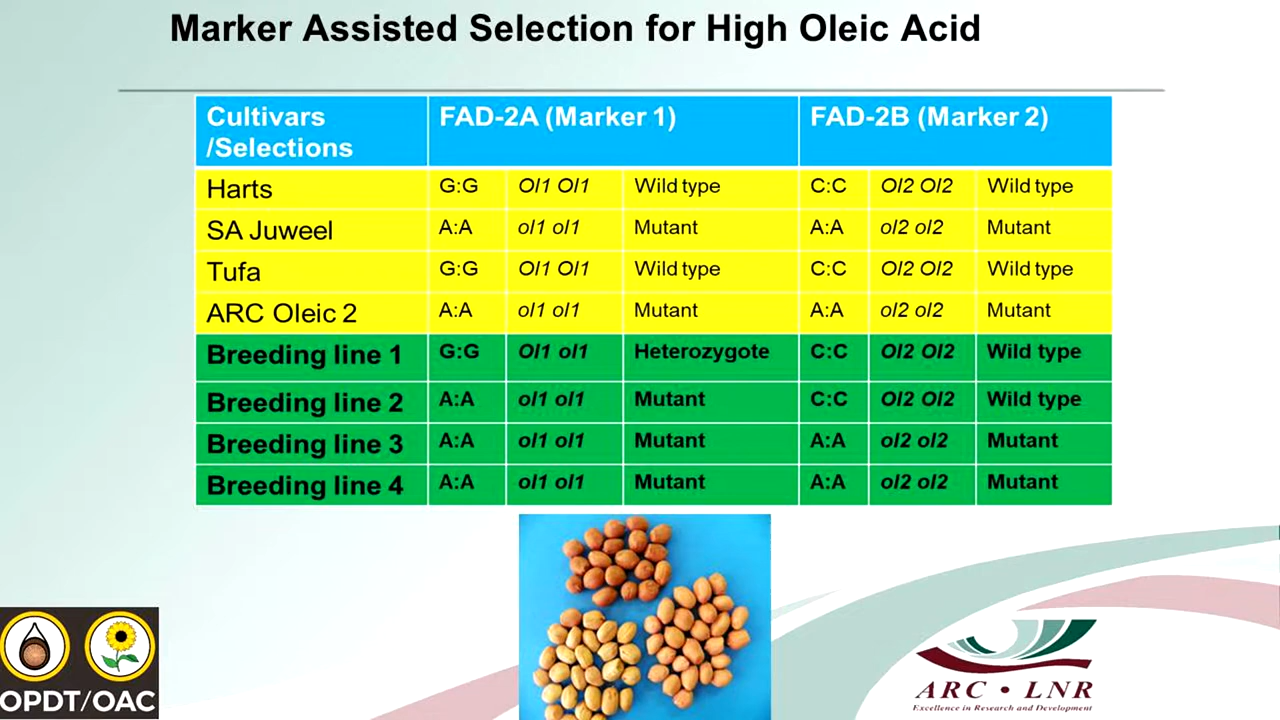 Marker Assisted Selection for High Oleic Acid
Cultivars /Selections FAD-2A (Marker 1) FAD-2B (Marker 2)
Harts G:G Ol1 Ol1 Wild type C:C Ol2 Ol2 Wild type
SA Juweel A:A ol1 ol1 Mutant A:A ol2 ol2 Mutant
Tufa G:G Ol1 Ol1 Wild type C:C Ol2 Ol2 Wild type
ARC Oleic 2 A:A ol1 ol1 Mutant A:A ol2 ol2 Mutant
Breeding line 1 G:G Ol1 ol1 Heterozygote C:C Ol2 Ol2 Wild type
Breeding line 2 A:A ol1 ol1 Mutant C:C Ol2 Ol2 Wild type
Breeding line 3 A:A ol1 ol1 Mutant A:A ol2 ol2 Mutant
Breeding line 4 A:A ol1 ol1 Mutant A:A ol2 ol2 Mutant
OPDT/OAC
ARC • LNR
Excellence in Research and Development